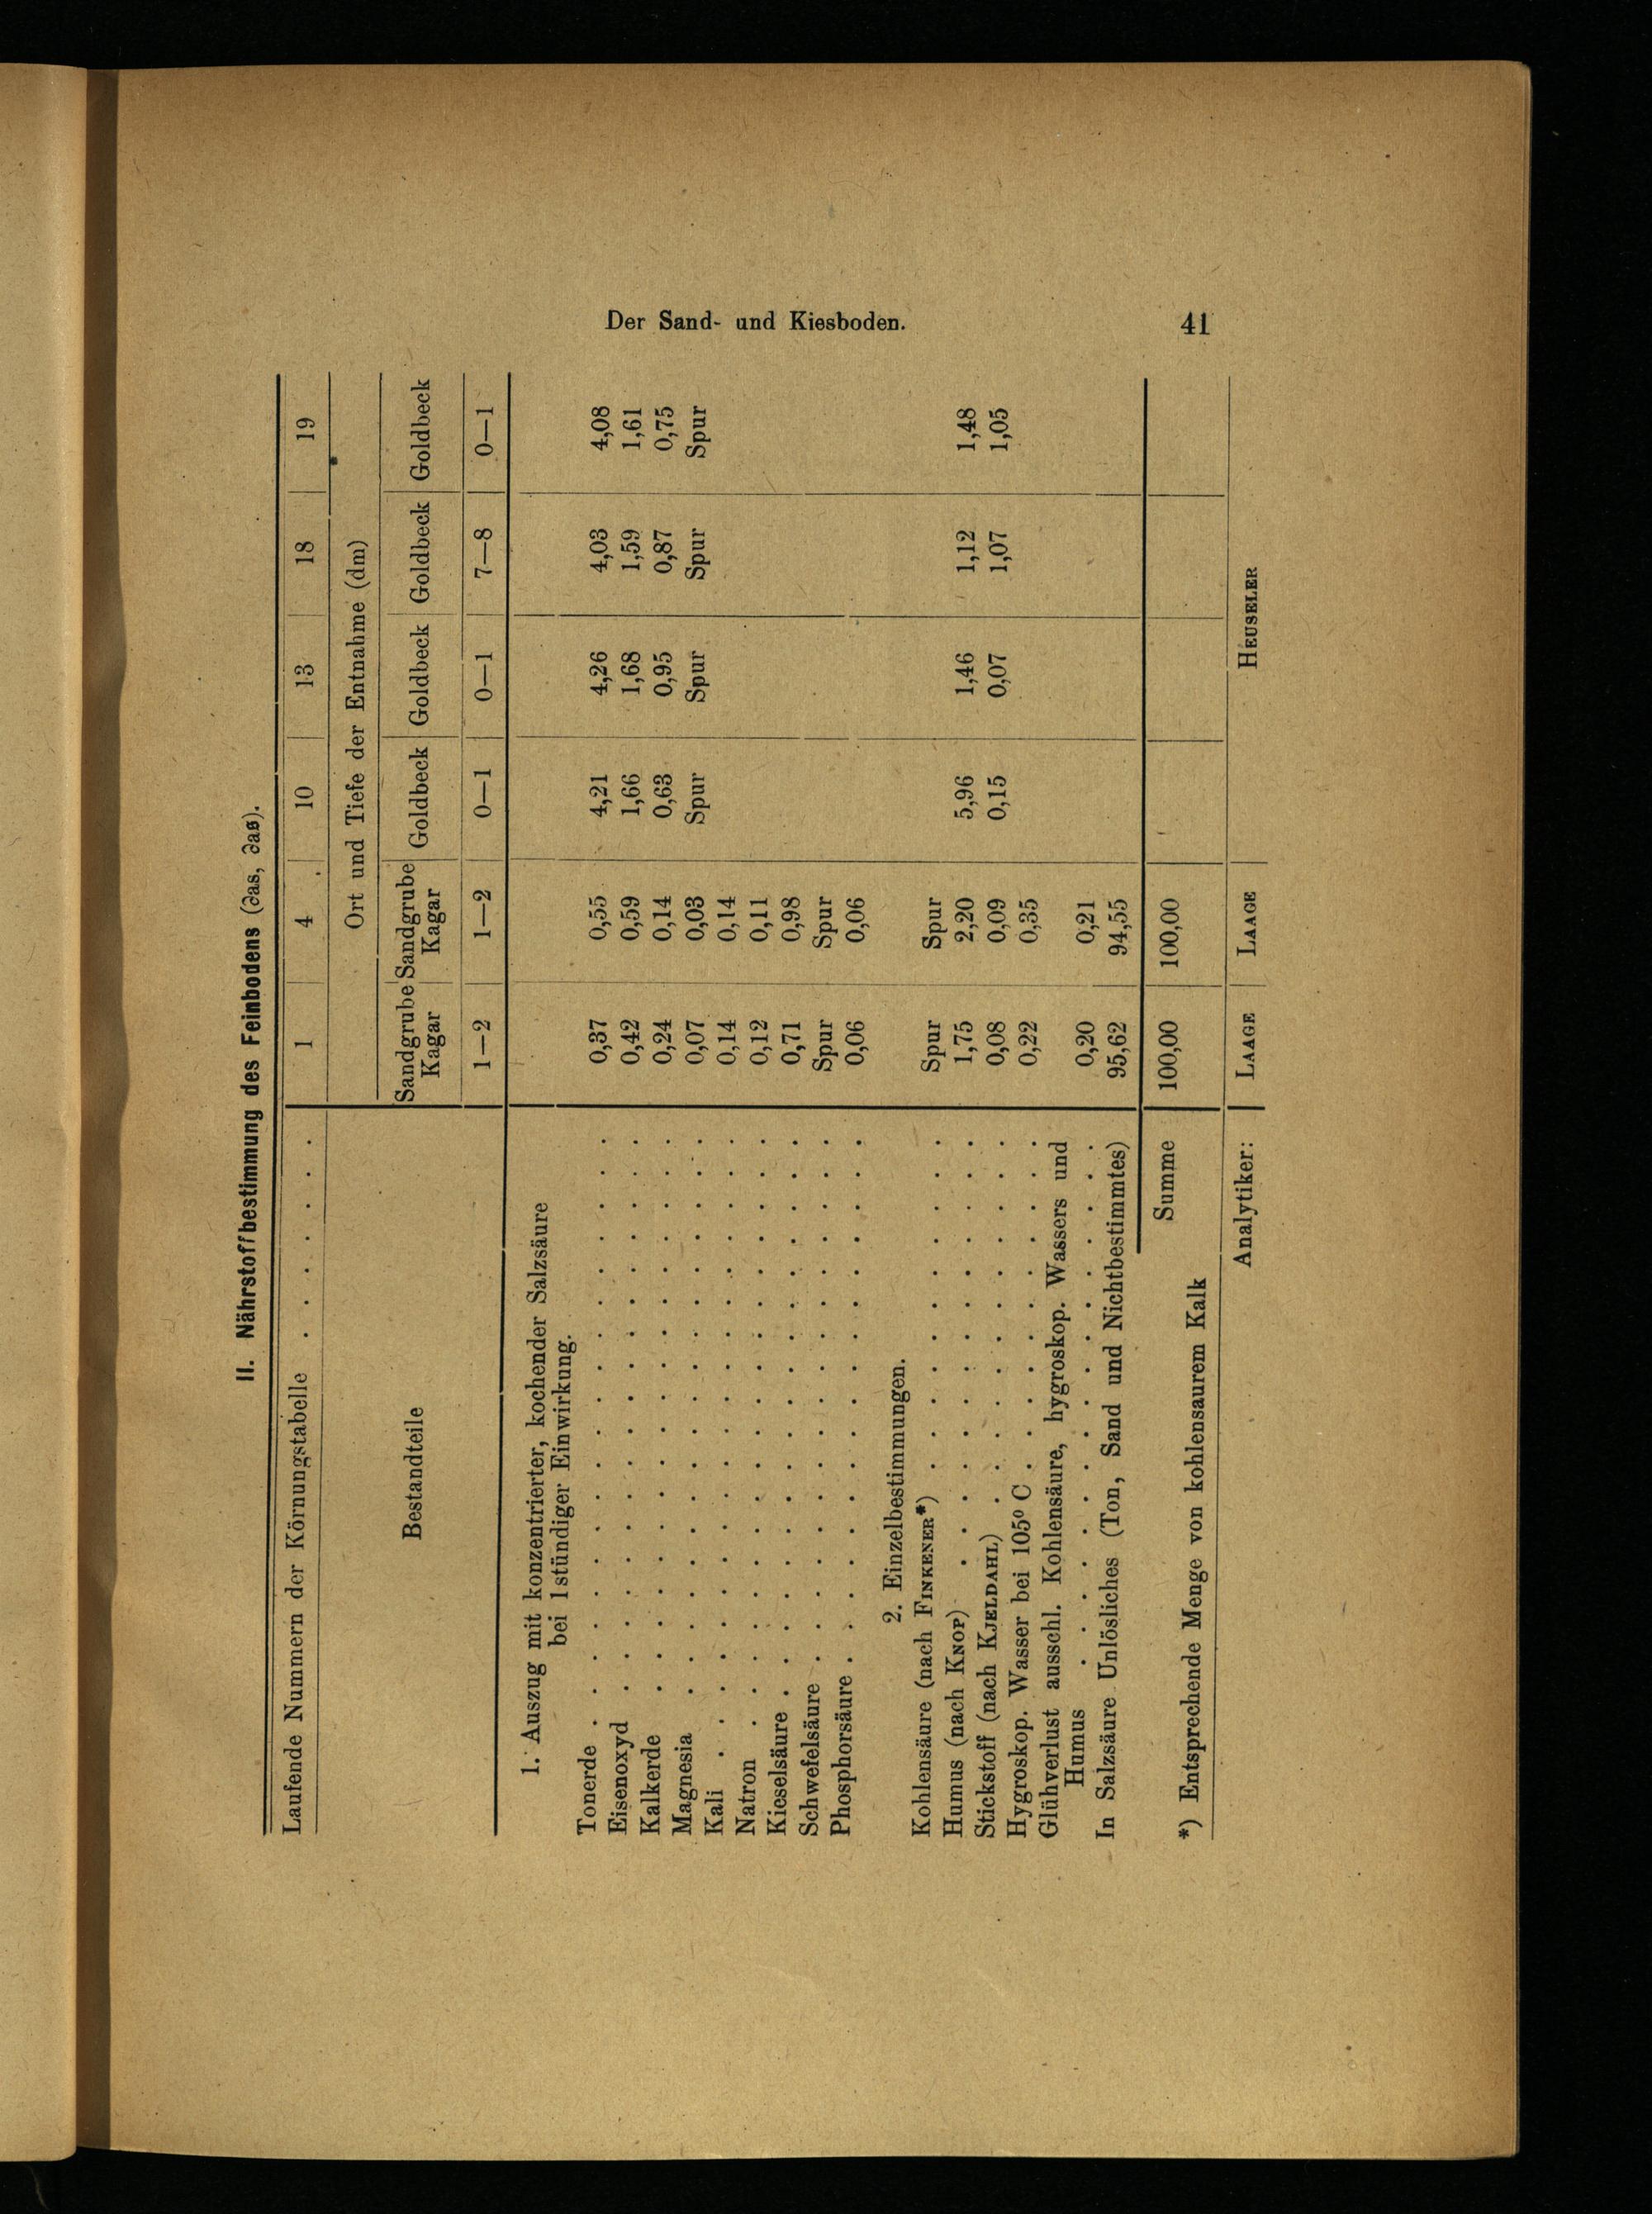 Der Sand- und Kiesboden. 41
II. Nährstoffbestimmung des Feinbodens (∂as, ∂aɞ).
Laufende Nummern der Körnungstabelle . . . . . . . 1 4 10 13 18 19
Ort und Tiefe der Entnahme (dm)
Bestandteile
Sandgrube Sandgrube Goldbeck Goldbeck Goldbeck Goldbeck
Kagar Kagar
1—2 1—2 0—1 0—1 7—8 0—1
1. Auszug mit konzentrierter, kochender Salzsäure
bei 1stündiger Einwirkung.
Tonerde 0,37 0,55 4,21 4,26 4,03 4,08
Eisenoxyd 0,42 0,59 1,66 1,68 1,59 1,61
Kalkerde 0,24 0,14 0,63 0,95 0,87 0,75
Magnesia 0,07 0,03 Spur Spur Spur Spur
Kali 0,14 0,14
Natron 0,12 0,11
Kieselsäure 0,71 0,98
Schwefelsäure Spur Spur
Phosphorsäure 0,06 0,06
2. Einzelbestimmungen.
Kohlensäure (nach FINKENER*) Spur Spur
Humus (nach KNOP) 1,75 2,20 5,96 1,46 1,12 1,48
Stickstoff (nach KJELDAHL) 0,08 0,09 0,15 0,07 1,07 1,05
Hygroskop. Wasser bei 105° C 0,22 0,35
Glühverlust ausschl. Kohlensäure, hygroskop. Wassers und
Humus 0,20 0,21
In Salzsäure Unlösliches (Ton, Sand und Nichtbestimmtes) 95,62 94,55
Summe 100,00 100,00
*) Entsprechende Menge von kohlensaurem Kalk
Analytiker: LAAGE LAAGE HEUSELER